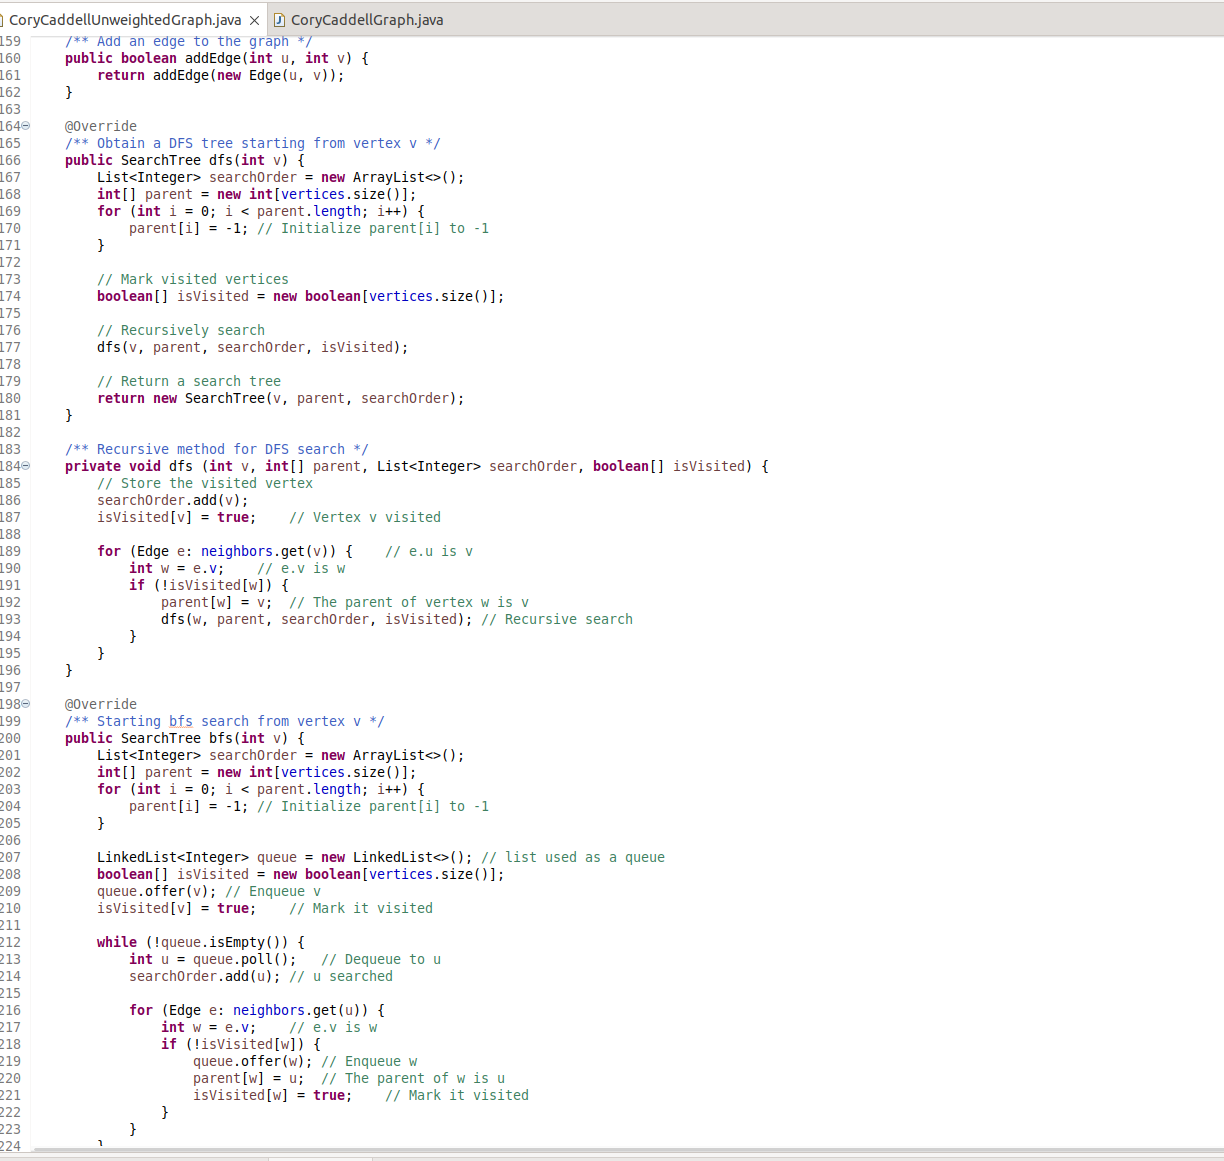 CoryCaddellUnweightedGraph.java CoryCaddellGraph.java
159 /** Add an edge to the graph */
160 public boolean addEdge(int u, int v) {
161 return addEdge(new Edge(u, v));
162 }
163
164 @Override
165 /** Obtain a DFS tree starting from vertex v */
166 public SearchTree dfs(int v) {
167 List<Integer> searchOrder = new ArrayList<>();
168 int[] parent = new int[vertices.size()];
169 for (int i = 0; i < parent.length; i++) {
170 parent[i] = -1; // Initialize parent[i] to -1
171 }
172
173 // Mark visited vertices
174 boolean[] isVisited = new boolean[vertices.size()];
175
176 // Recursively search
177 dfs(v, parent, searchOrder, isVisited);
178
179 // Return a search tree
180 return new SearchTree(v, parent, searchOrder);
181 }
182
183 /** Recursive method for DFS search */
184 private void dfs (int v, int[] parent, List<Integer> searchOrder, boolean[] isVisited) {
185 // Store the visited vertex
186 searchOrder.add(v);
187 isVisited[v] = true; // Vertex v visited
188
189 for (Edge e: neighbors.get(v)) { // e.u is v
190 int w = e.v; // e.v is w
191 if (!isVisited[w]) {
192 parent[w] = v; // The parent of vertex w is v
193 dfs(w, parent, searchOrder, isVisited); // Recursive search
194 }
195 }
196 }
197
198 @Override
199 /** Starting bfs search from vertex v */
200 public SearchTree bfs(int v) {
201 List<Integer> searchOrder = new ArrayList<>();
202 int[] parent = new int[vertices.size()];
203 for (int i = 0; i < parent.length; i++) {
204 parent[i] = -1; // Initialize parent[i] to -1
205 }
206
207 LinkedList<Integer> queue = new LinkedList<>(); // list used as a queue
208 boolean[] isVisited = new boolean[vertices.size()];
209 queue.offer(v); // Enqueue v
210 isVisited[v] = true; // Mark it visited
211
212 while (!queue.isEmpty()) {
213 int u = queue.poll(); // Dequeue to u
214 searchOrder.add(u); // u searched
215
216 for (Edge e: neighbors.get(u)) {
217 int w = e.v; // e.v is w
218 if (!isVisited[w]) {
219 queue.offer(w); // Enqueue w
220 parent[w] = u; // The parent of w is u
221 isVisited[w] = true; // Mark it visited
222 }
223 }
224 }